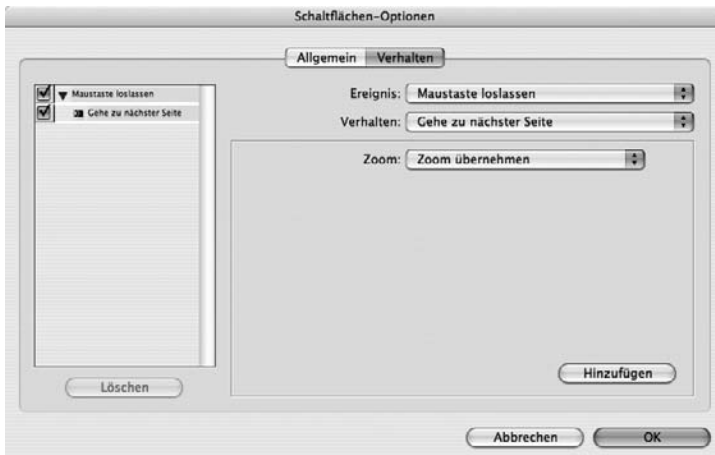 Schaltflächen-Optionen
Allgemein Verhalten
Maustaste loslassen
Gehe zu nächster Seite
Ereignis: Maustaste loslassen
Verhalten: Gehe zu nächster Seite
Zoom: Zoom übernehmen
Hinzufügen
Löschen
Abbrechen OK